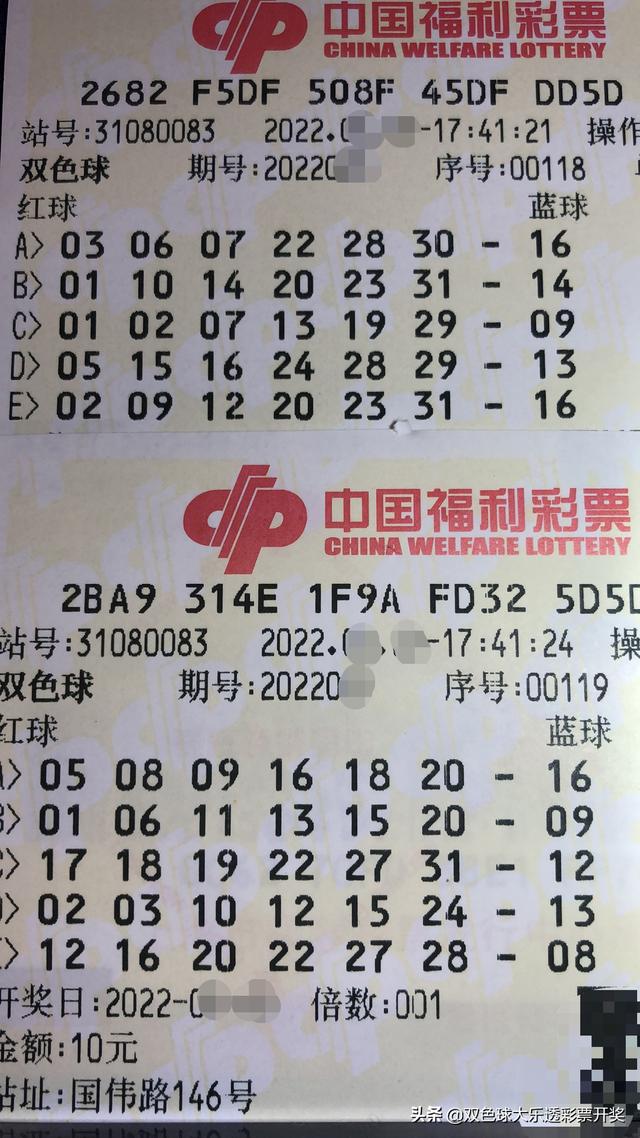 中国福利彩票
CHINA WELFARE LOTTERY
2682 F5DF 508F 45DF DD5D
站号:31080083 2022. -17:41:21 操作
双色球 期号:20220 序号:00118
红球 蓝球
A> 03 06 07 22 28 30 - 16
B> 01 10 14 20 23 31 - 14
C> 01 02 07 13 19 29 - 09
D> 05 15 16 24 28 29 - 13
E> 02 09 12 20 23 31 - 16
中国福利彩票
CHINA WELFARE LOTTERY
2BA9 314E 1F9A FD32 5D5D
站号:31080083 2022. -17:41:24 操
双色球 期号:20220 序号:00119
红球 蓝球
A> 05 08 09 16 18 20 - 16
B> 01 06 11 13 15 20 - 09
C> 17 18 19 22 27 31 - 12
D> 02 03 10 12 15 24 - 13
E> 12 16 20 22 27 28 - 08
开奖日:2022-0 倍数:001
金额:10元
站址:国伟路146号
头条 @双色球大乐透彩票开奖